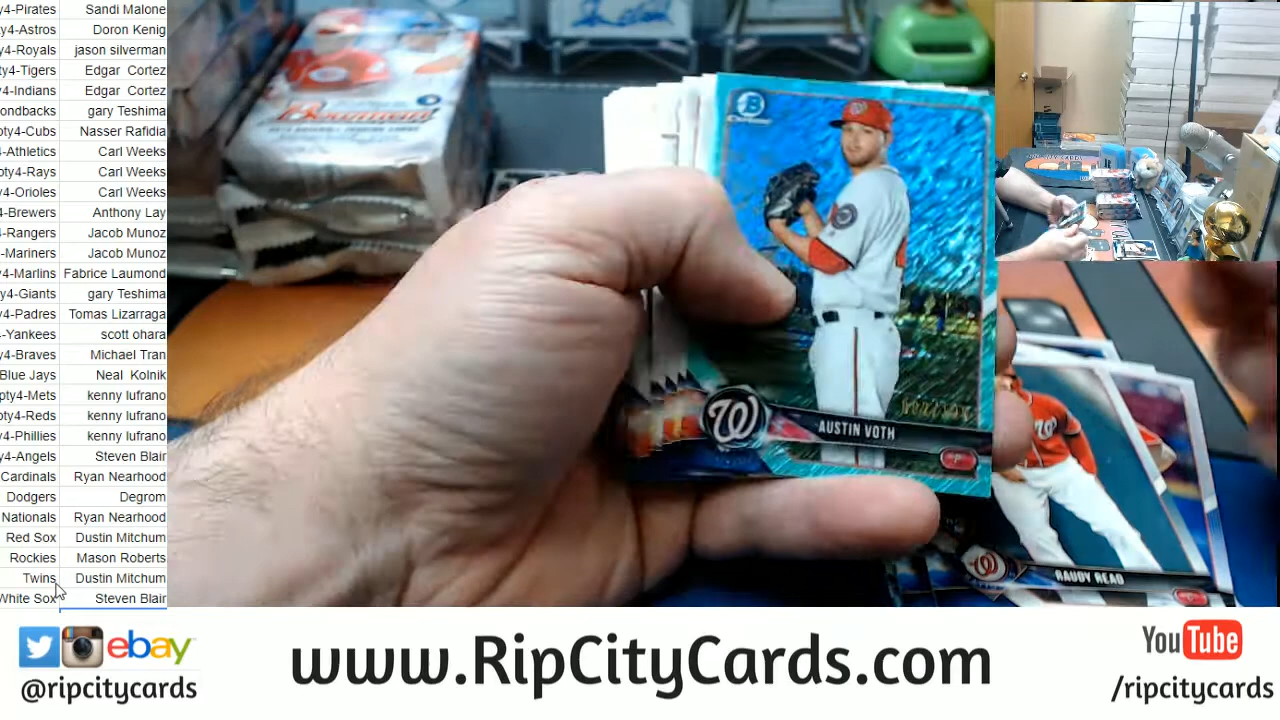 y4-Pirates Sandi Malone
y4-Astros Doron Kenig
y4-Royals jason silverman
ty4-Tigers Edgar Cortez
y4-Indians Edgar Cortez
ondbacks gary Teshima
pty4-Cubs Nasser Rafidia
4-Athletics Carl Weeks
pty4-Rays Carl Weeks
y4-Orioles Carl Weeks
4-Brewers Anthony Lay
4-Rangers Jacob Munoz
-Mariners Jacob Munoz
y4-Marlins Fabrice Laumond
y4-Giants gary Teshima
y4-Padres Tomas Lizarraga
4-Yankees scott ohara
y4-Braves Michael Tran
Blue Jays Neal Kolnik
pty4-Mets kenny lufrano
pty4-Reds kenny lufrano
y4-Phillies kenny lufrano
y4-Angels Steven Blair
Cardinals Ryan Nearhood
Dodgers Degrom
Nationals Ryan Nearhood
Red Sox Dustin Mitchum
Rockies Mason Roberts
Twins Dustin Mitchum
White Sox Steven Blair
Bowman
B
Chrome
W
AUSTIN VOTH
P
RAUDY READ
ebay
@ripcitycards
www.RipCityCards.com
YouTube
/ripcitycards